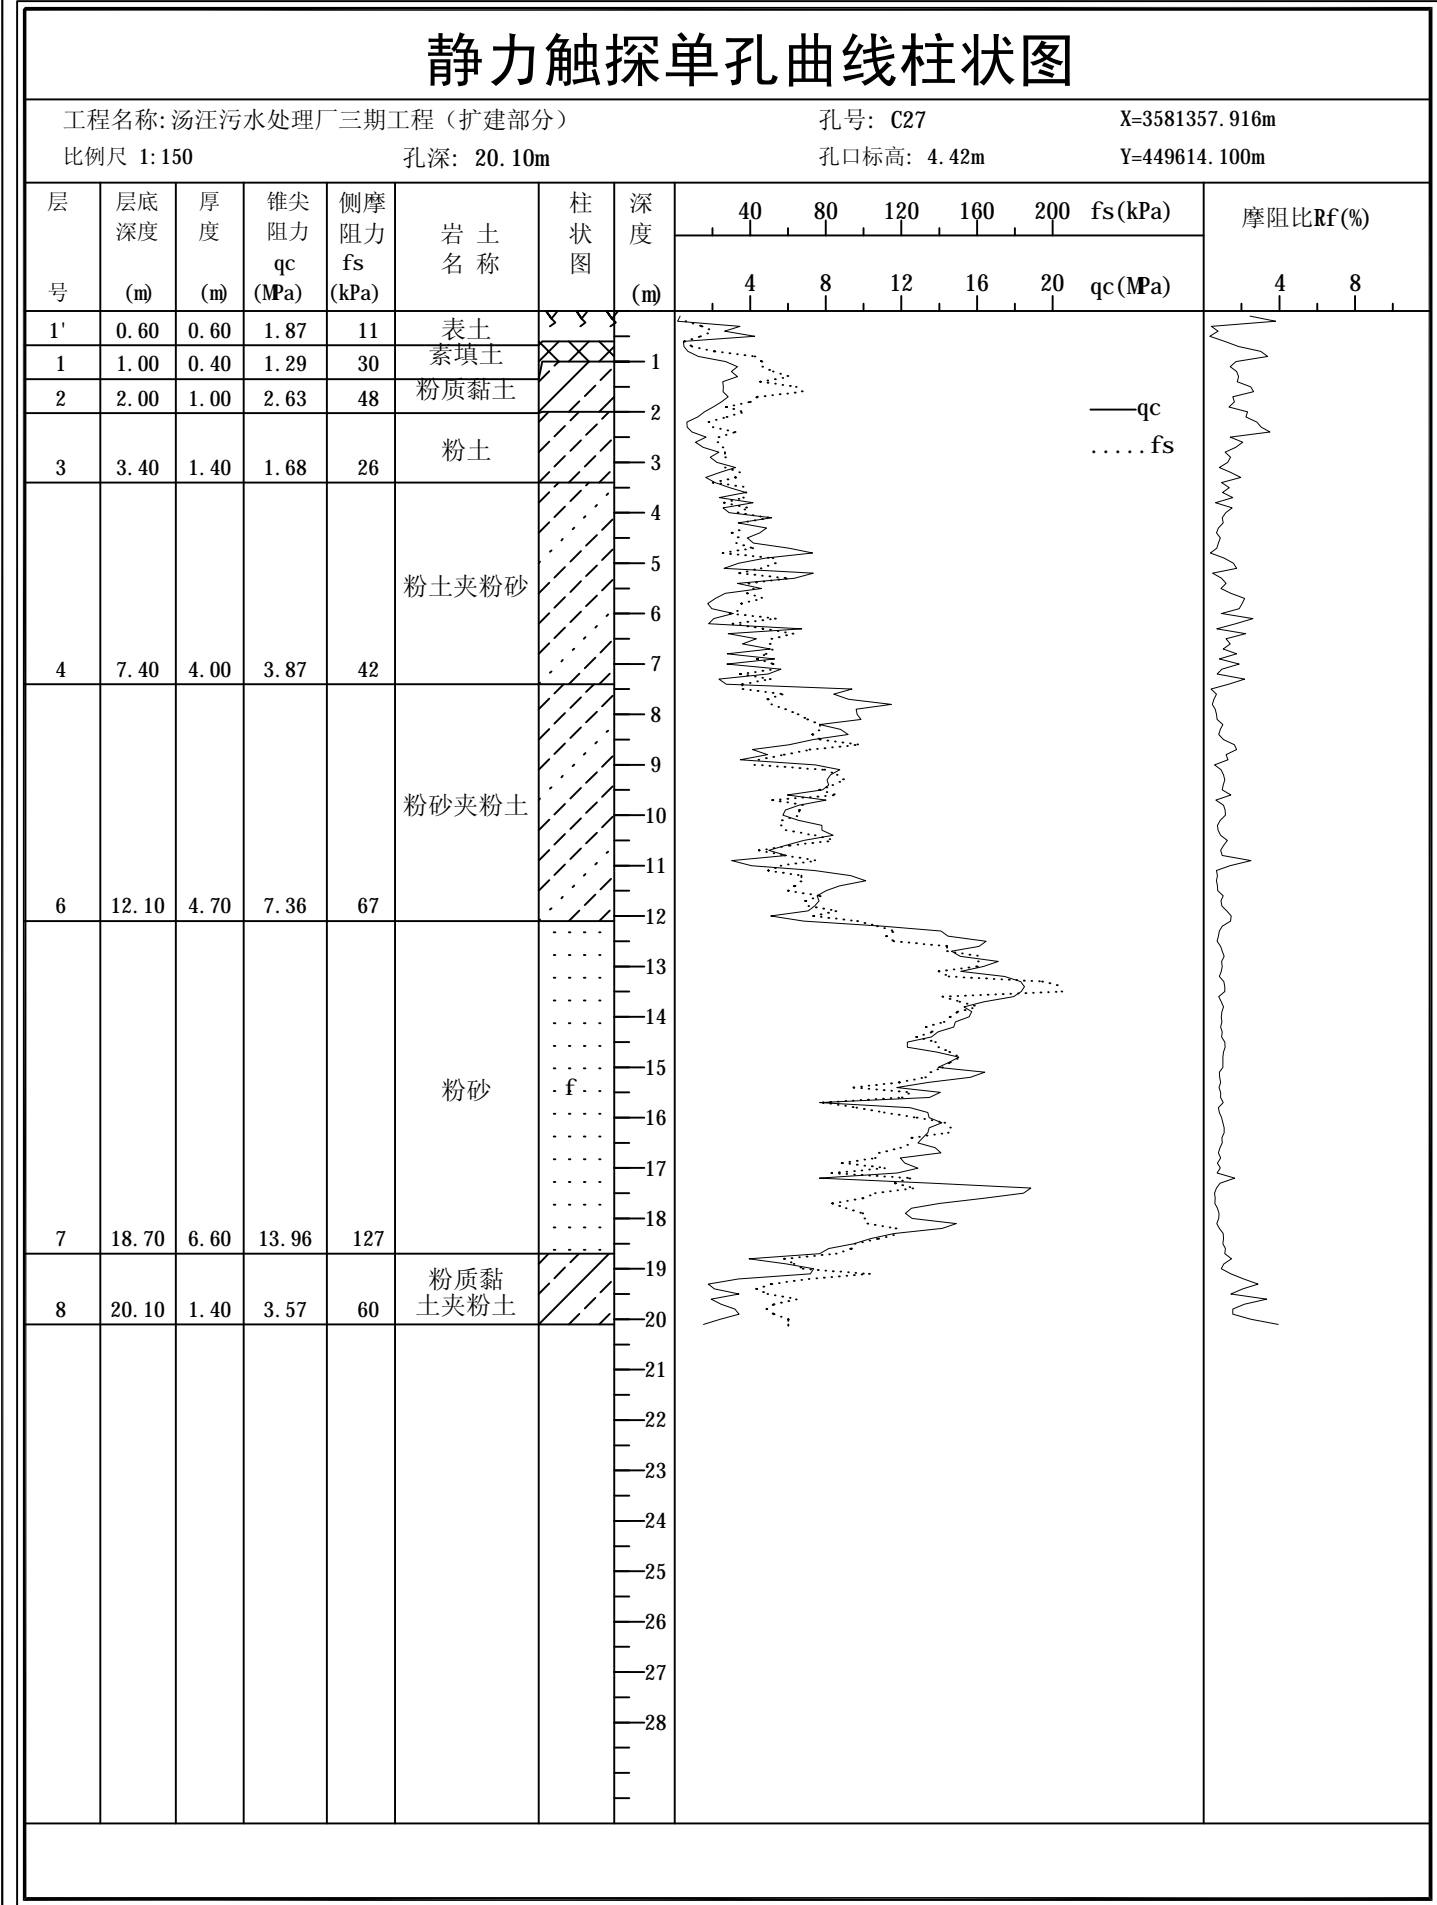 静力触探单孔曲线柱状图
工程名称:汤汪污水处理厂三期工程（扩建部分） 孔号: C27 X=3581357.916m
比例尺 1:150 孔深: 20.10m 孔口标高: 4.42m Y=449614.100m
层号 层底深度(m) 厚度(m) 锥尖阻力qc(MPa) 侧摩阻力fs(kPa) 岩土名称 柱状图 深度(m)
40 80 120 160 200 fs(kPa)
4 8 12 16 20 qc(MPa)
摩阻比Rf(%)
4 8
1' 0.60 0.60 1.87 11 表土
1 1.00 0.40 1.29 30 素填土
2 2.00 1.00 2.63 48 粉质黏土
3 3.40 1.40 1.68 26 粉土
4 7.40 4.00 3.87 42 粉土夹粉砂
6 12.10 4.70 7.36 67 粉砂夹粉土
7 18.70 6.60 13.96 127 粉砂
8 20.10 1.40 3.57 60 粉质黏
土夹粉土
f
1
2
3
4
5
6
7
8
9
10
11
12
13
14
15
16
17
18
19
20
21
22
23
24
25
26
27
28
qc
fs